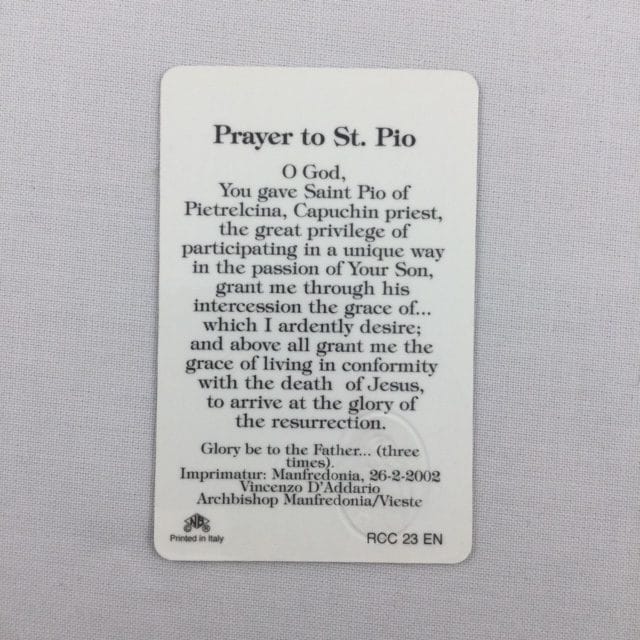 Prayer to St. Pio
O God,
You gave Saint Pio of
Pietrelcina, Capuchin priest,
the great privilege of
participating in a unique way
in the passion of Your Son,
grant me through his
intercession the grace of...
which I ardently desire;
and above all grant me the
grace of living in conformity
with the death of Jesus,
to arrive at the glory of
the resurrection.
Glory be to the Father... (three
times).
Imprimatur: Manfredonia, 26-2-2002
Vincenzo D'Addario
Archbishop Manfredonia/Vieste
NB
Printed in Italy
RCC 23 EN